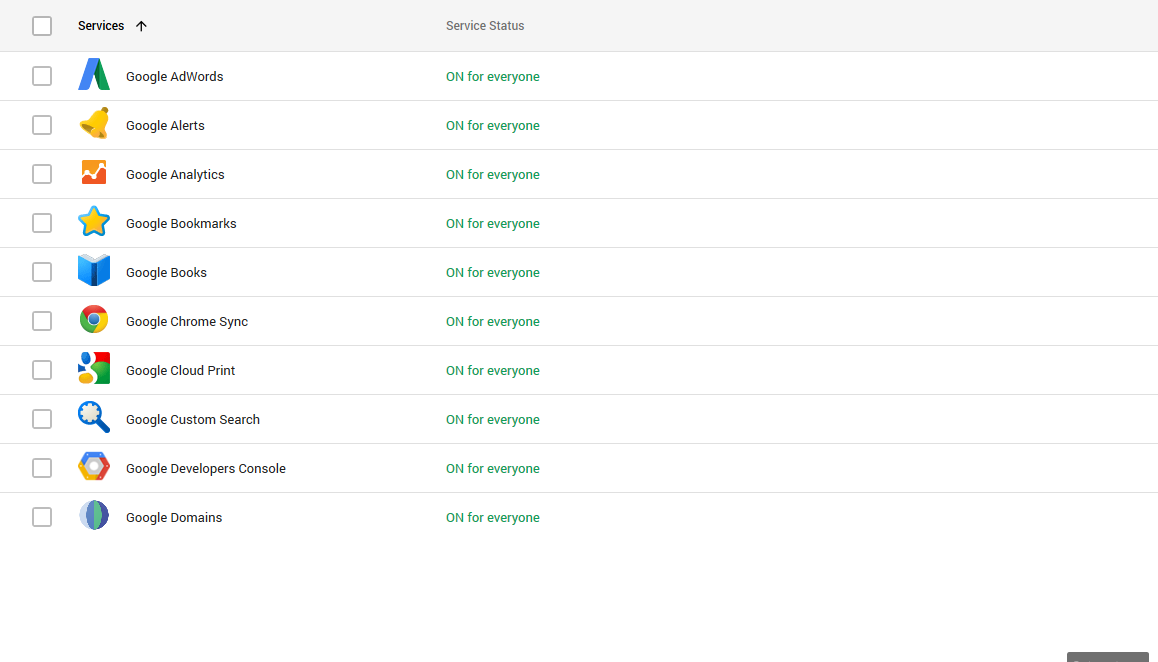 Services
Service Status
Google AdWords
ON for everyone
Google Alerts
ON for everyone
Google Analytics
ON for everyone
Google Bookmarks
ON for everyone
Google Books
ON for everyone
Google Chrome Sync
ON for everyone
Google Cloud Print
ON for everyone
Google Custom Search
ON for everyone
Google Developers Console
ON for everyone
Google Domains
ON for everyone